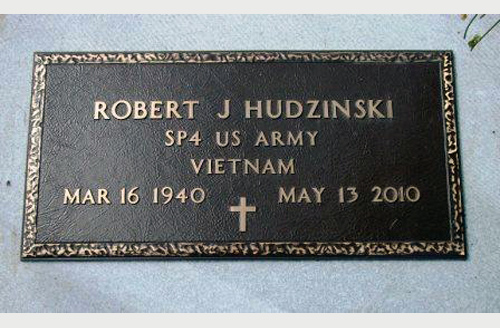 ROBERT J HUDZINSKI
SP4 US ARMY
VIETNAM
MAR 16 1940 MAY 13 2010